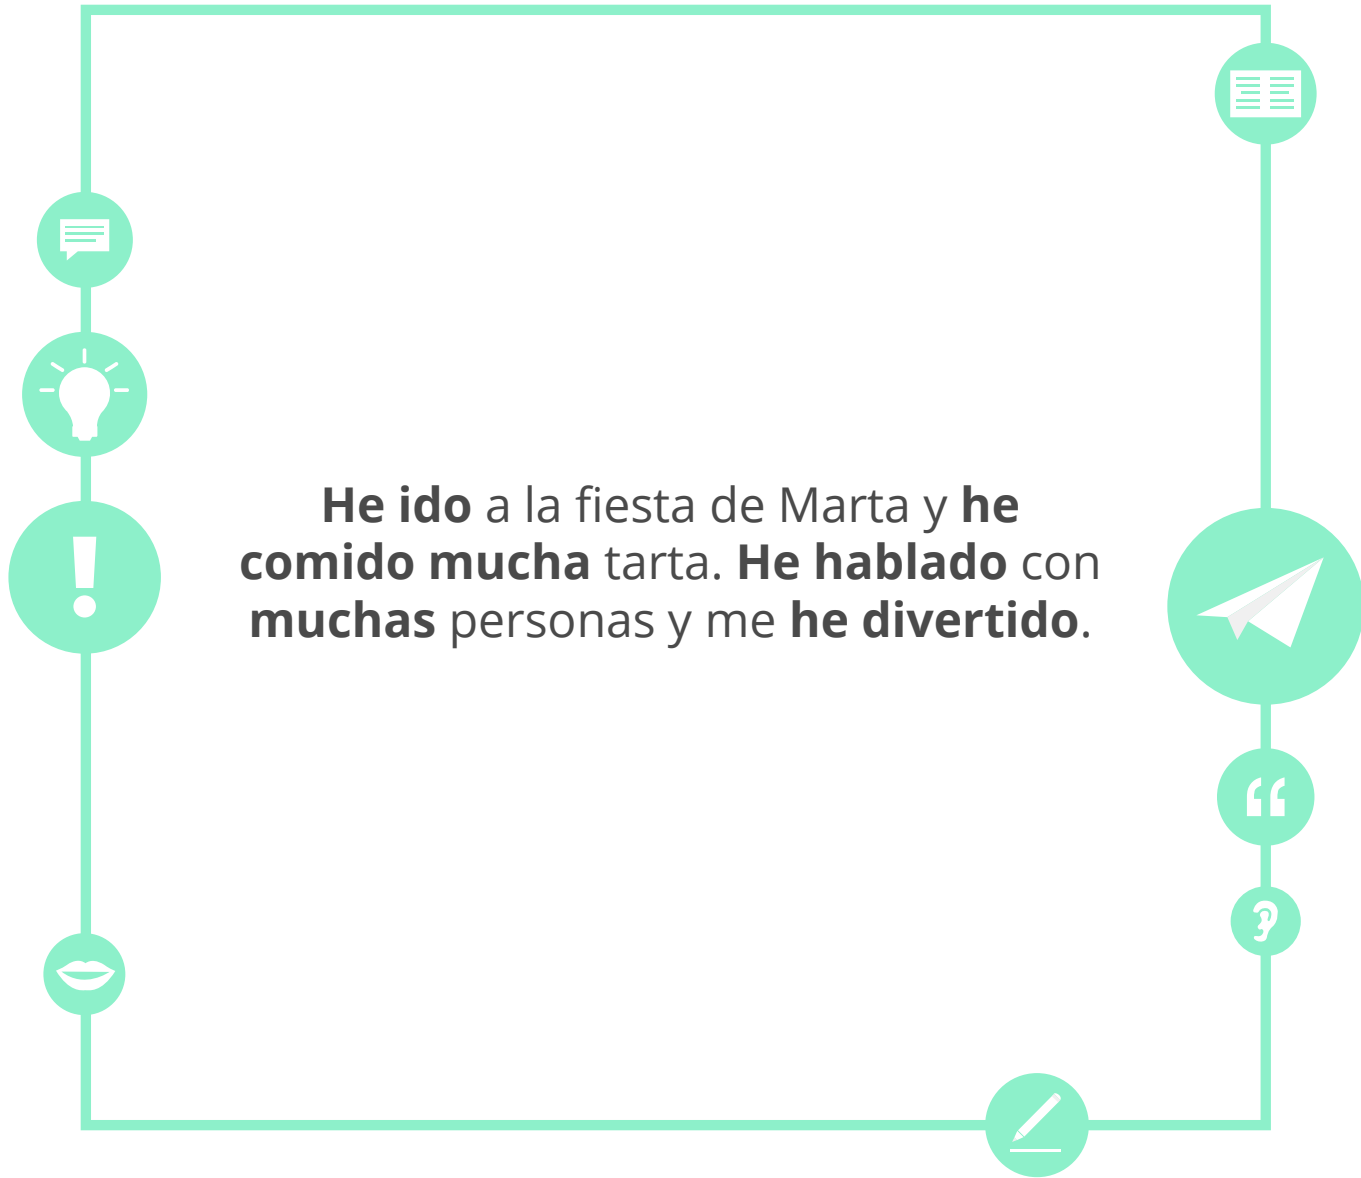 He ido a la fiesta de Marta y he
comido mucha tarta. He hablado con
muchas personas y me he divertido.